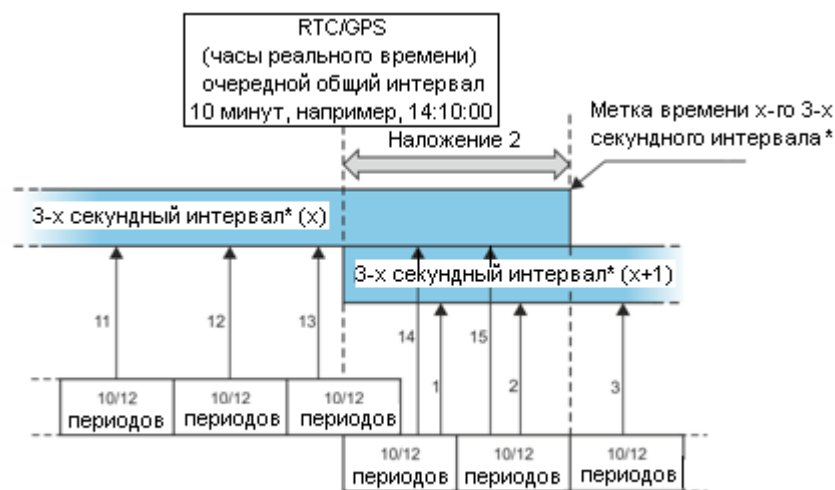 RTC/GPS
(часы реального времени)
очередной общий интервал
10 минут, например, 14:10:00
Метка времени x-го 3-х
секундного интервала*
Наложение 2
3-х секундный интервал* (x)
3-х секундный интервал* (x+1)
11
12
13
14
15
1
2
3
10/12
периодов
10/12
периодов
10/12
периодов
10/12
периодов
10/12
периодов
10/12
периодов